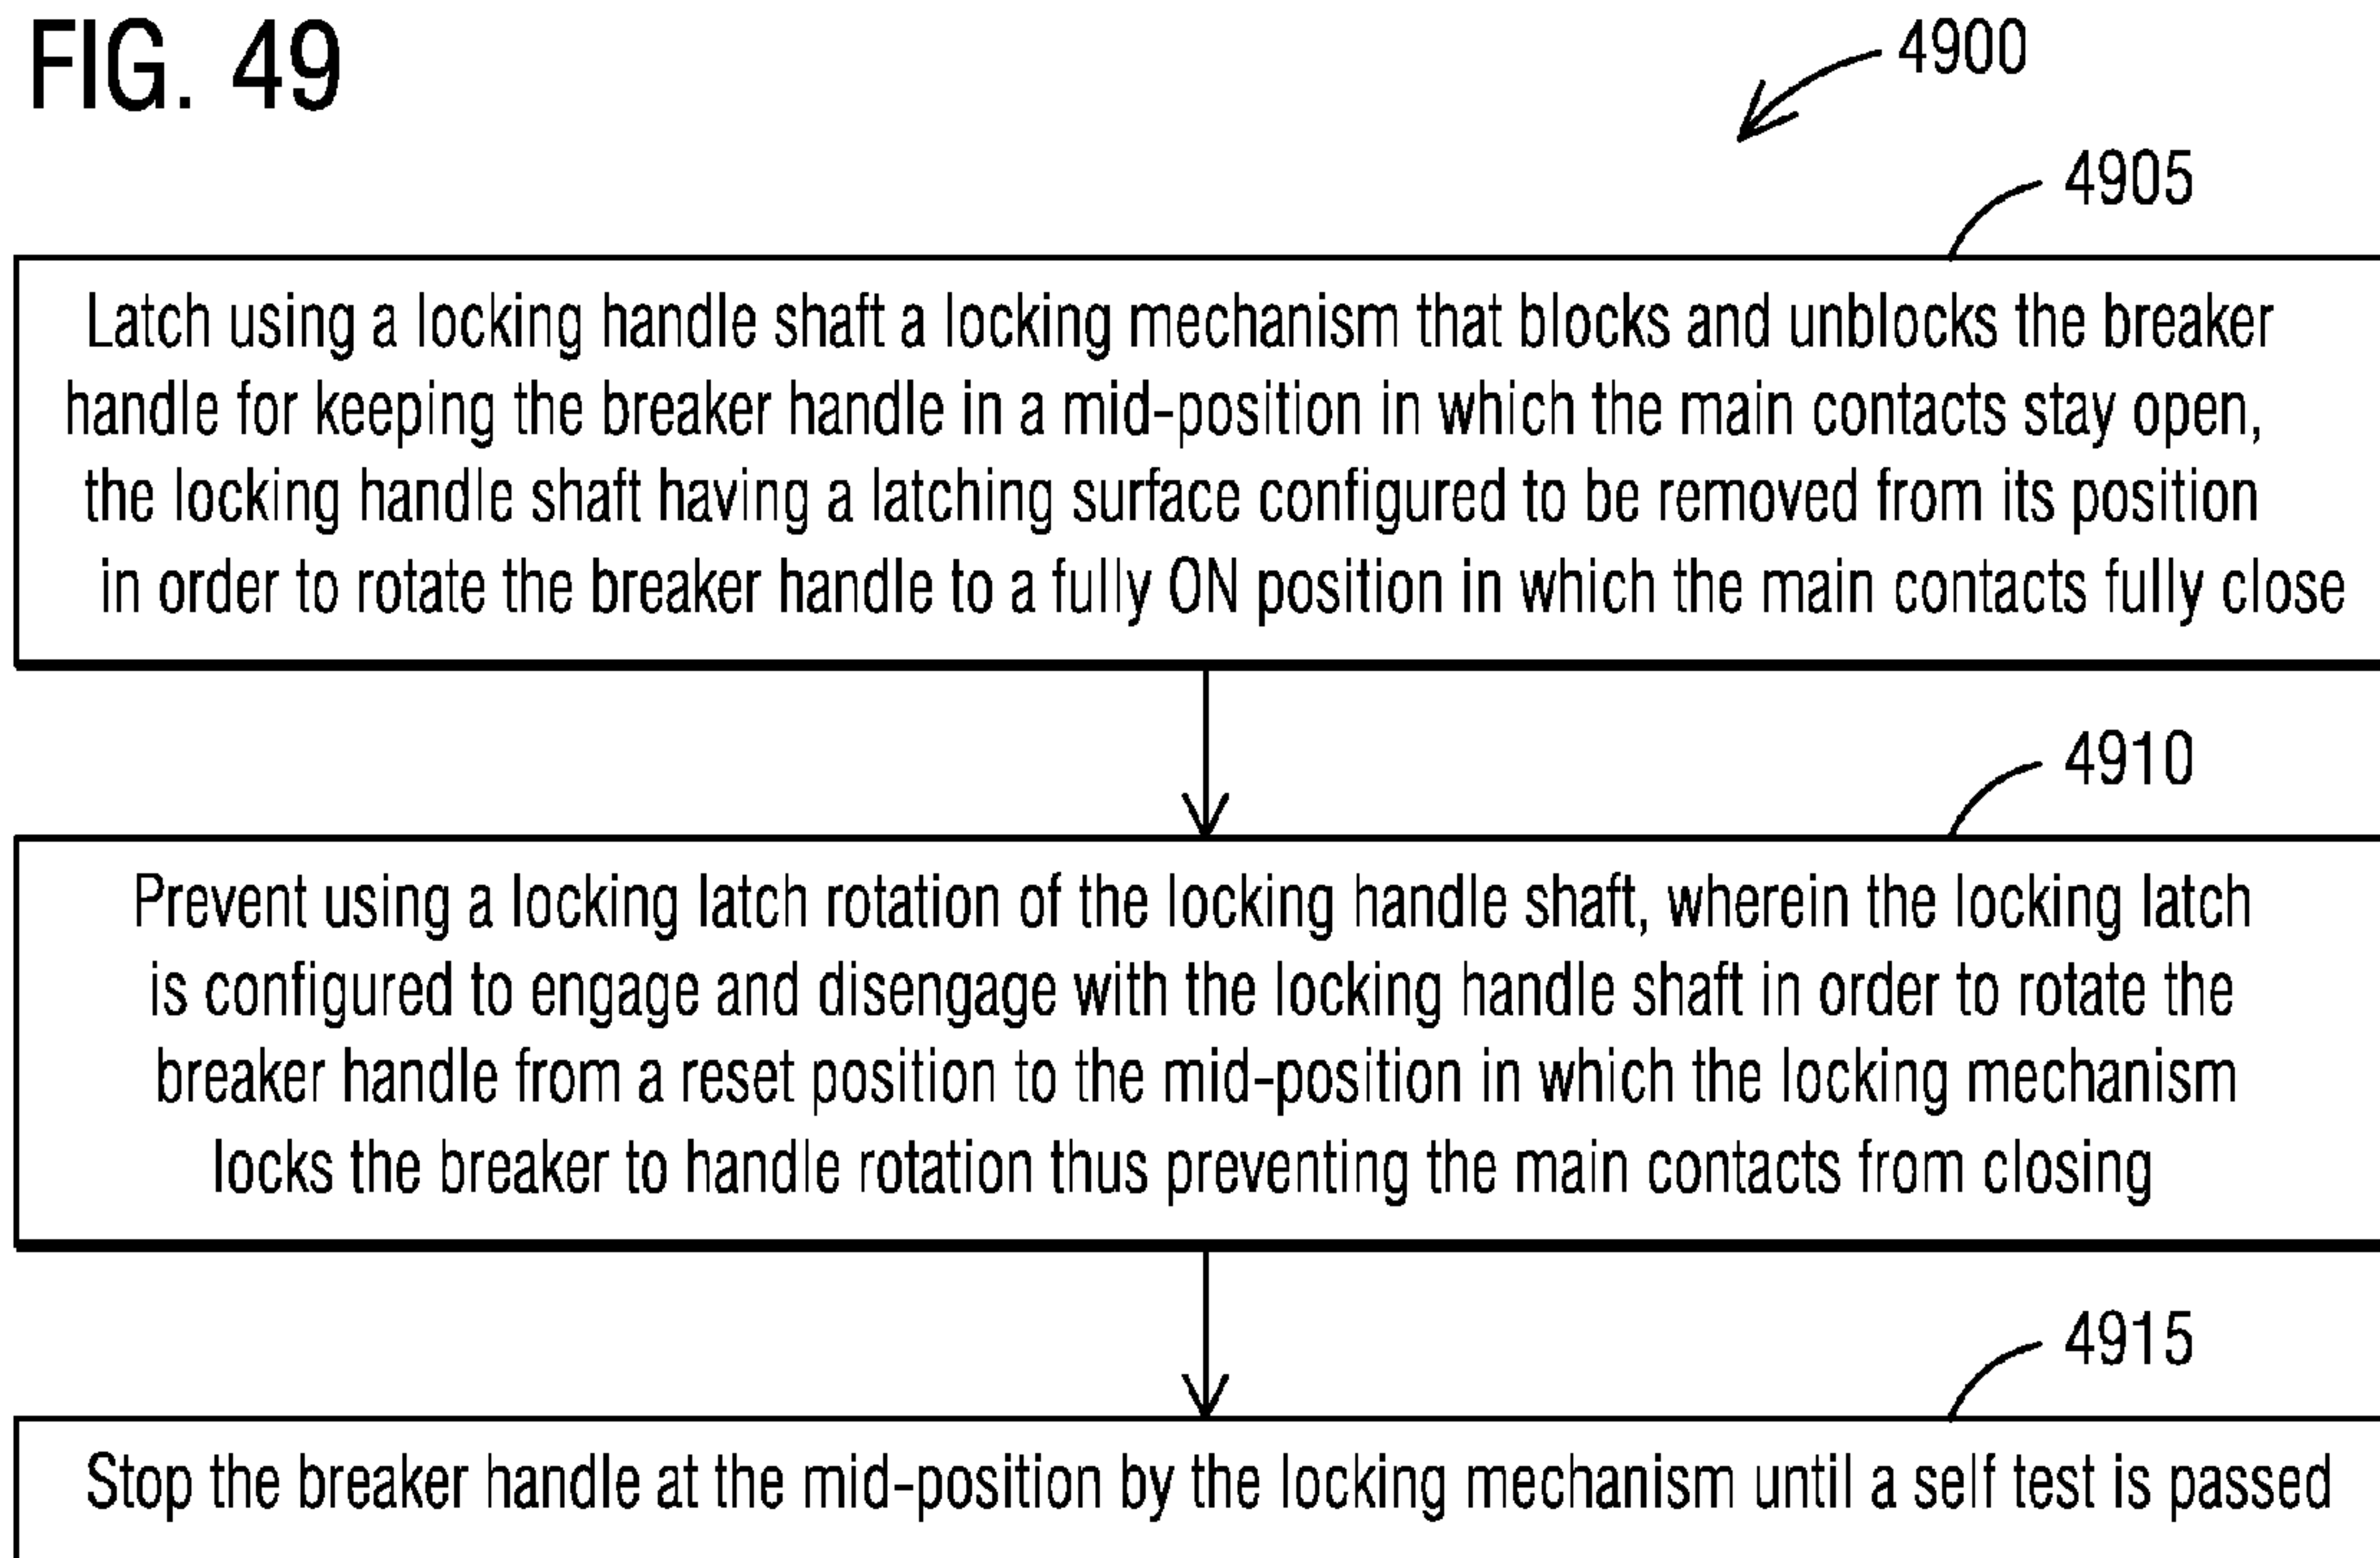 FIG. 49
4900
4905
Latch using a locking handle shaft a locking mechanism that blocks and unblocks the breaker
handle for keeping the breaker handle in a mid-position in which the main contacts stay open,
the locking handle shaft having a latching surface configured to be removed from its position
in order to rotate the breaker handle to a fully ON position in which the main contacts fully close
4910
Prevent using a locking latch rotation of the locking handle shaft, wherein the locking latch
is configured to engage and disengage with the locking handle shaft in order to rotate the
breaker handle from a reset position to the mid-position in which the locking mechanism
locks the breaker to handle rotation thus preventing the main contacts from closing
4915
Stop the breaker handle at the mid-position by the locking mechanism until a self test is passed